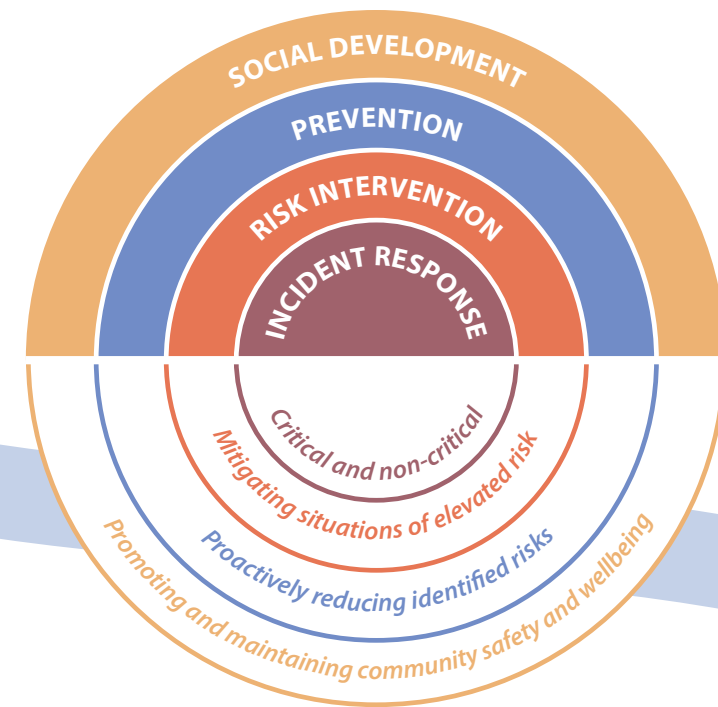 SOCIAL DEVELOPMENT
PREVENTION
RISK INTERVENTION
INCIDENT RESPONSE
Critical and non-critical
Mitigating situations of elevated risk
Proactively reducing identified risks
Promoting and maintaining community safety and wellbeing